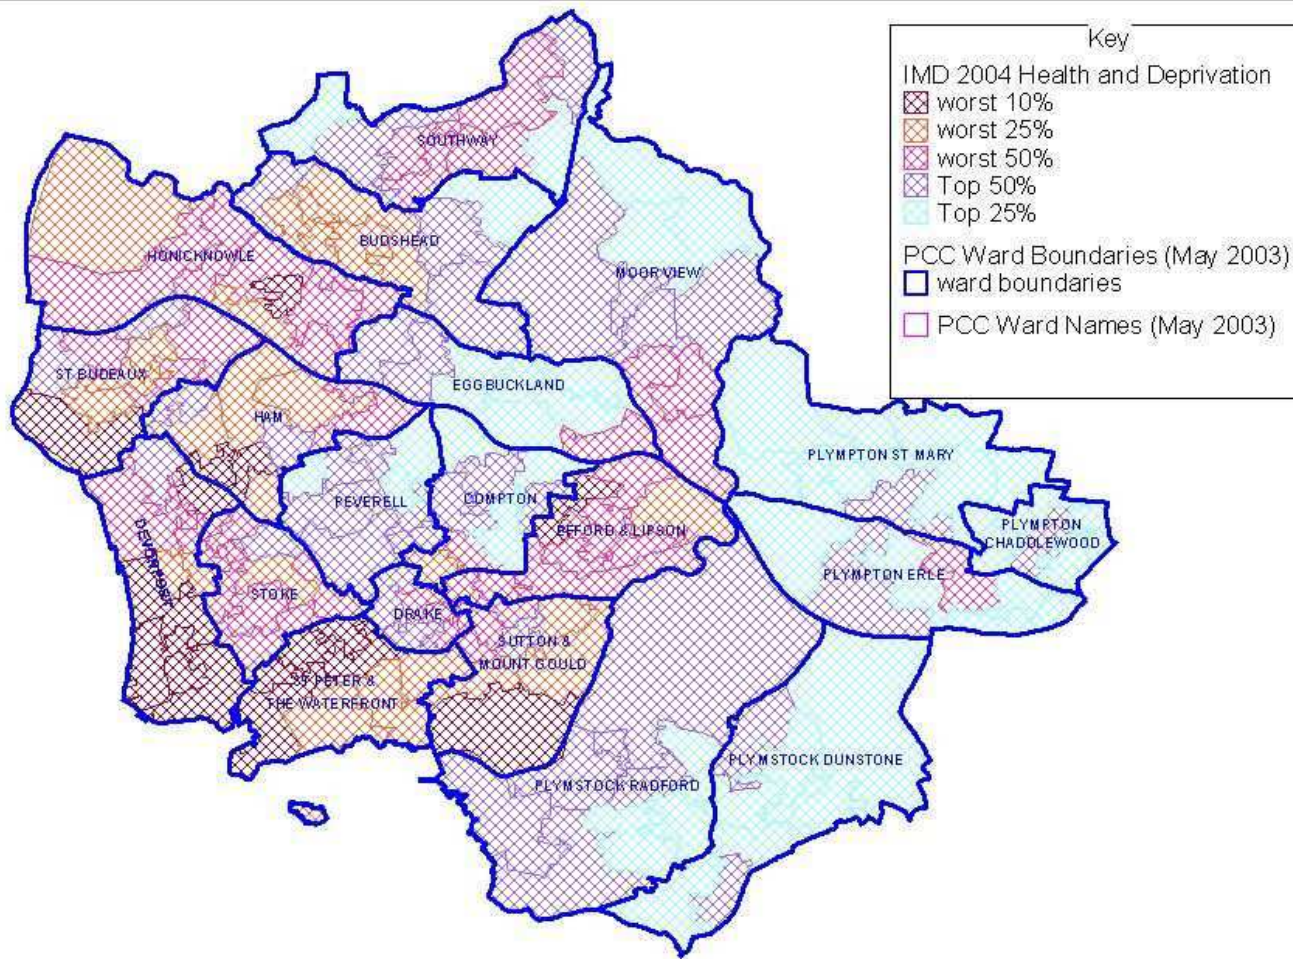 Key
IMD 2004 Health and Deprivation
worst 10%
worst 25%
worst 50%
Top 50%
Top 25%
PCC Ward Boundaries (May 2003)
ward boundaries
PCC Ward Names (May 2003)
SOUTHWAY
BUDSHEAD
HONICKNOWLE
MOOR VIEW
ST BUDEAUX
EGGBUCKLAND
HAM
PLYMPTON ST MARY
PEVERELL
COMPTON
EFFORD & LIPSON
PLYMPTON
CHADDLEWOOD
DEVONPORT
PLYMPTON ERLE
STOKE
DRAKE
SUTTON &
MOUNT GOULD
ST PETER &
THE WATERFRONT
PLYMSTOCK DUNSTONE
PLYMSTOCK RADFORD